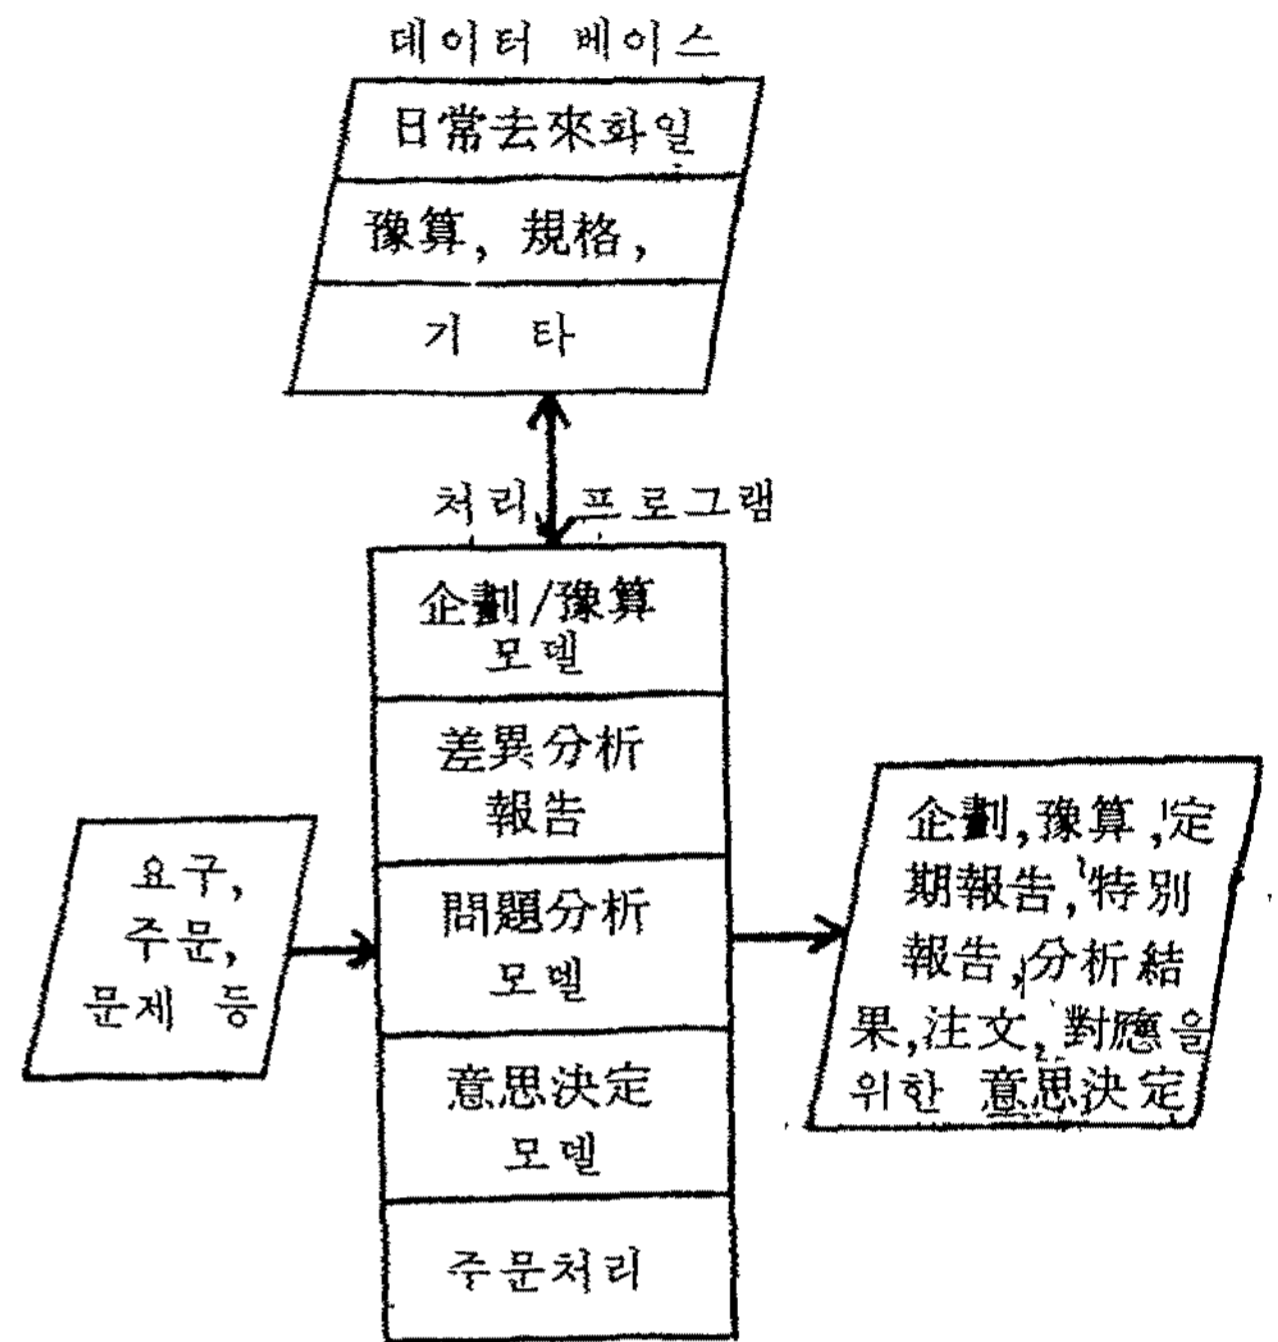 데이터 베이스
日常去來화일
豫算, 規格,
기 타
처리 프로그램
企劃/豫算
모델
差異分析
報告
問題分析
모델
意思決定
모델
주문처리
요구,
주문,
문제 등
企劃,豫算,定
期報告,特別
報告,分析結
果,注文,對應을
위한 意思決定